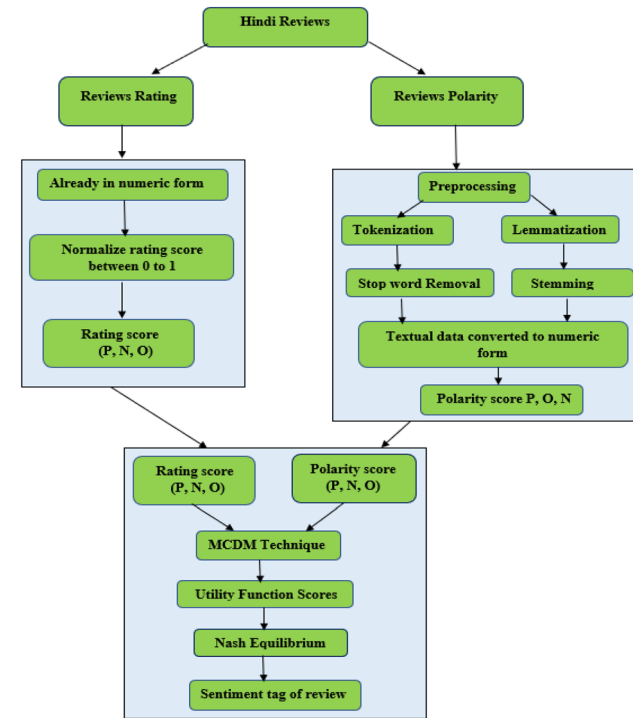 Hindi Reviews
Reviews Rating
Reviews Polarity
Already in numeric form
Normalize rating score
between 0 to 1
Rating score
(P, N, O)
Preprocessing
Tokenization
Lemmatization
Stop word Removal
Stemming
Textual data converted to numeric
form
Polarity score P, O, N
Rating score
(P, N, O)
Polarity score
(P, N, O)
MCDM Technique
Utility Function Scores
Nash Equilibrium
Sentiment tag of review